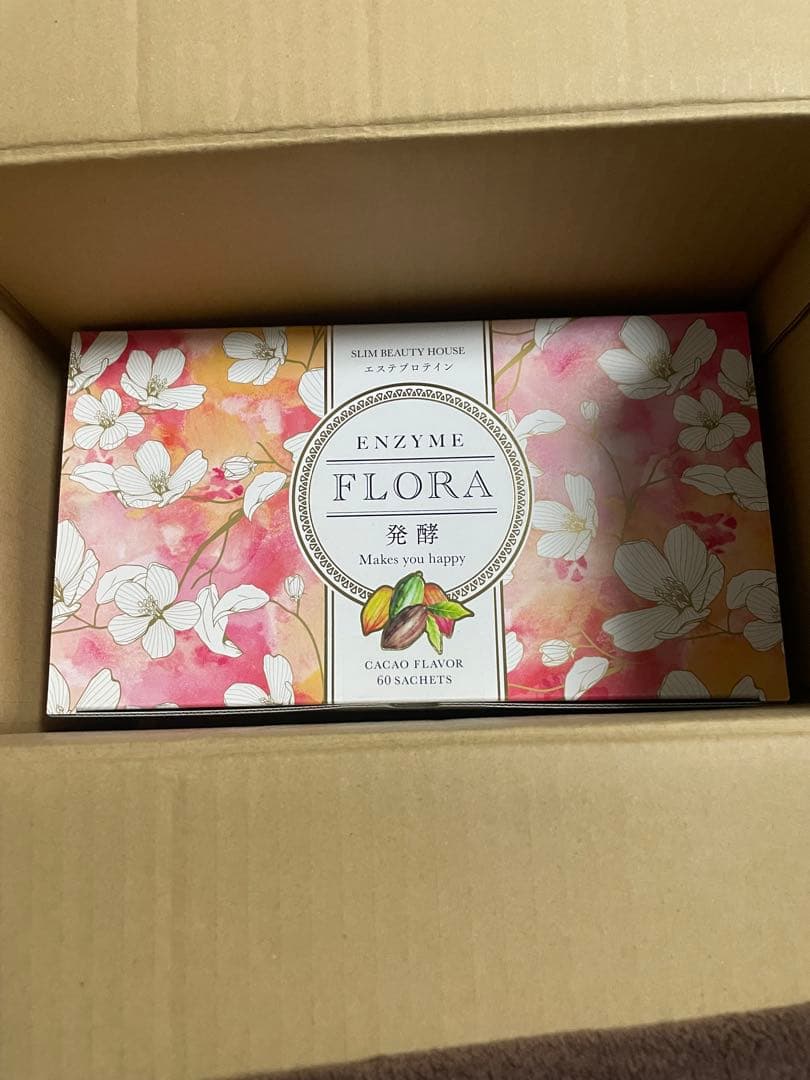 SLIM BEAUTY HOUSE
エステプロテイン
ENZYME
FLORA
発酵
Makes you happy
CACAO FLAVOR
60 SACHETS